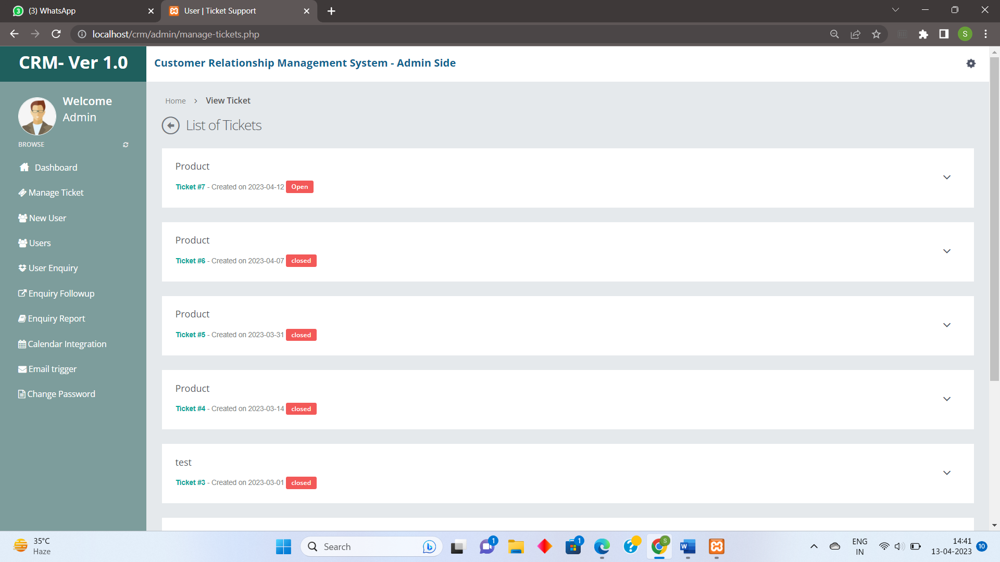 (3) WhatsApp
User | Ticket Support
localhost/crm/admin/manage-tickets.php
S
CRM- Ver 1.0
Customer Relationship Management System - Admin Side
Welcome
Admin
BROWSE
Dashboard
Manage Ticket
New User
Users
User Enquiry
Enquiry Followup
Enquiry Report
Calendar Integration
Email trigger
Change Password
Home > View Ticket
List of Tickets
Product
Ticket #7 - Created on 2023-04-12 Open
Product
Ticket #6 - Created on 2023-04-07 closed
Product
Ticket #5 - Created on 2023-03-31 closed
Product
Ticket #4 - Created on 2023-03-14 closed
test
Ticket #3 - Created on 2023-03-01 closed
35°C
Haze
Search
1
1
S
ENG
IN
14:41
13-04-2023
10